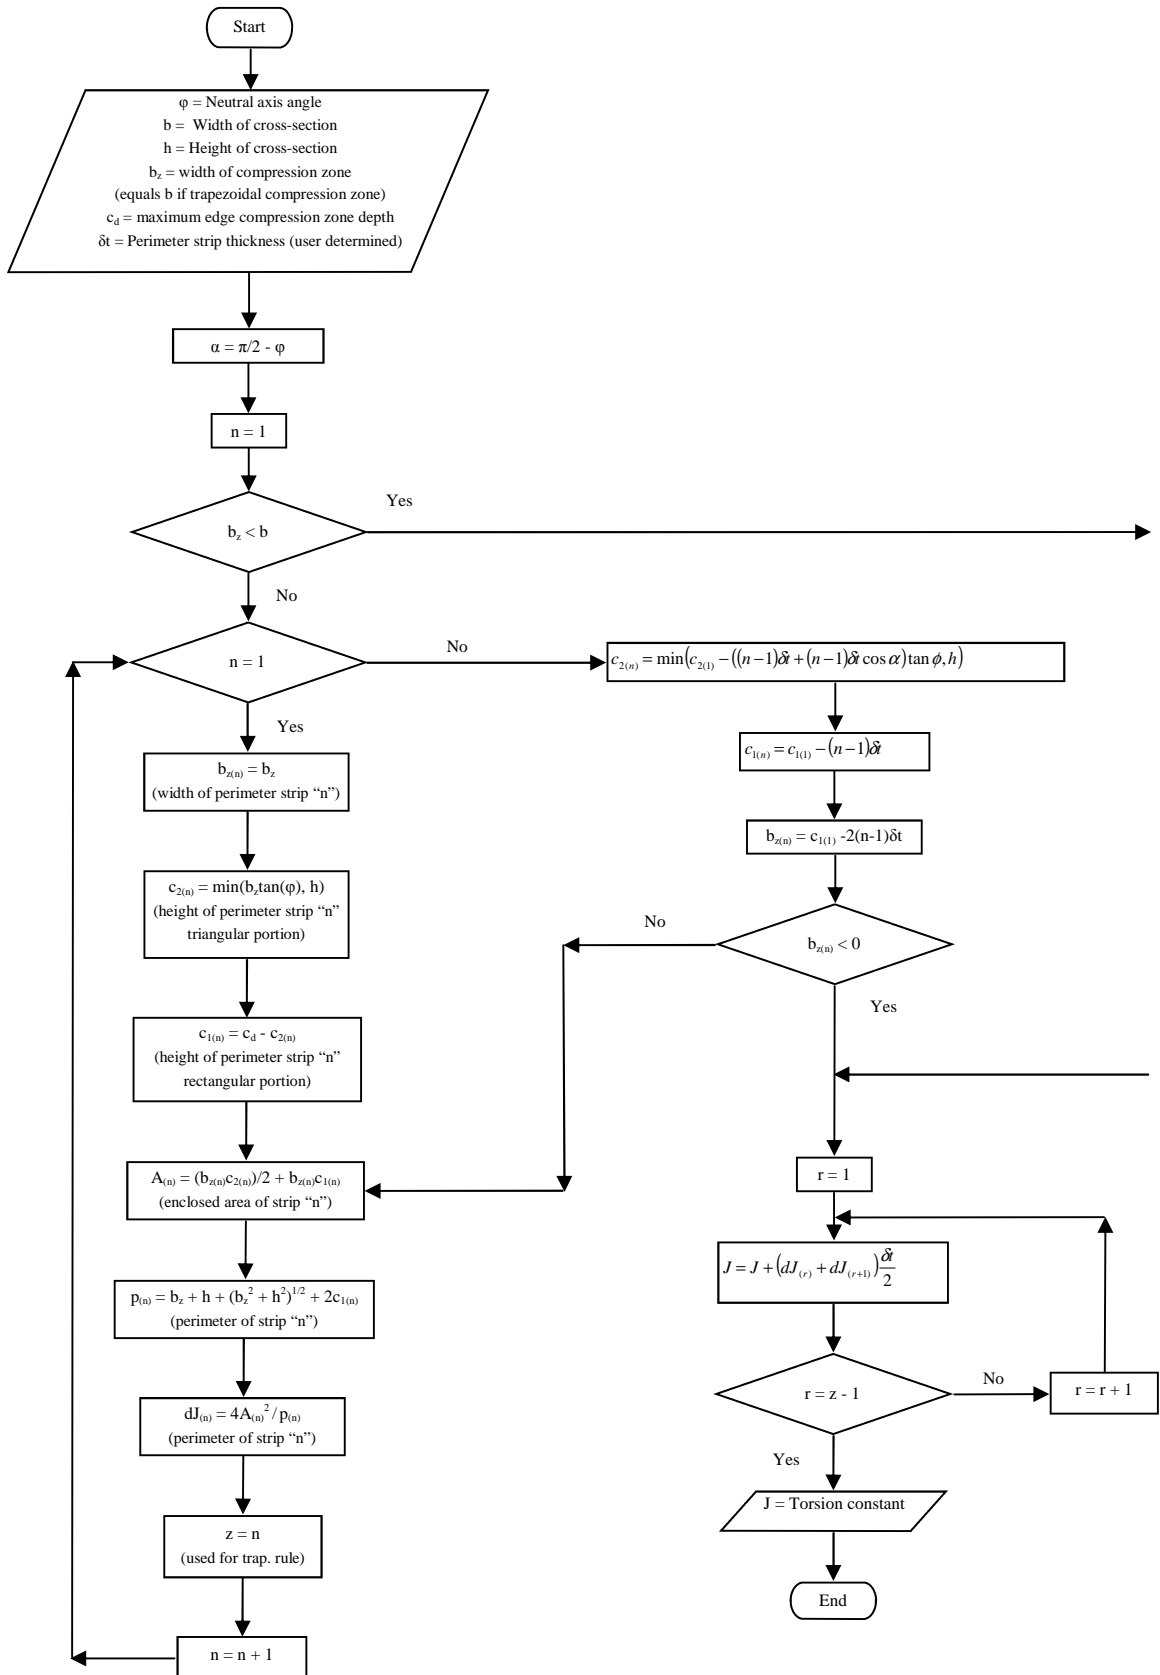 Start
φ = Neutral axis angle
b = Width of cross-section
h = Height of cross-section
b_z = width of compression zone
(equals b if trapezoidal compression zone)
c_d = maximum edge compression zone depth
δt = Perimeter strip thickness (user determined)
α = π/2 - φ
n = 1
b_z < b
Yes
No
n = 1
No
Yes
b_z(n) = b_z
(width of perimeter strip “n”)
c_2(n) = min(b_z tan(φ), h)
(height of perimeter strip “n”
triangular portion)
c_1(n) = c_d - c_2(n)
(height of perimeter strip “n”
rectangular portion)
A_(n) = (b_z(n)c_2(n))/2 + b_z(n)c_1(n)
(enclosed area of strip “n”)
p_(n) = b_z + h + (b_z^2 + h^2)^1/2 + 2c_1(n)
(perimeter of strip “n”)
dJ_(n) = 4A_(n)^2 / p_(n)
(perimeter of strip “n”)
z = n
(used for trap. rule)
n = n + 1
c_2(n) = min(c_2(1) − ((n−1)δt + (n−1)δt cos α) tan ϕ, h)
c_1(n) = c_1(1) − (n−1)δt
b_z(n) = c_1(1) -2(n-1)δt
b_z(n) < 0
No
Yes
r = 1
J = J + (dJ_(r) + dJ_(r+1)) δt/2
r = z - 1
No
r = r + 1
Yes
J = Torsion constant
End